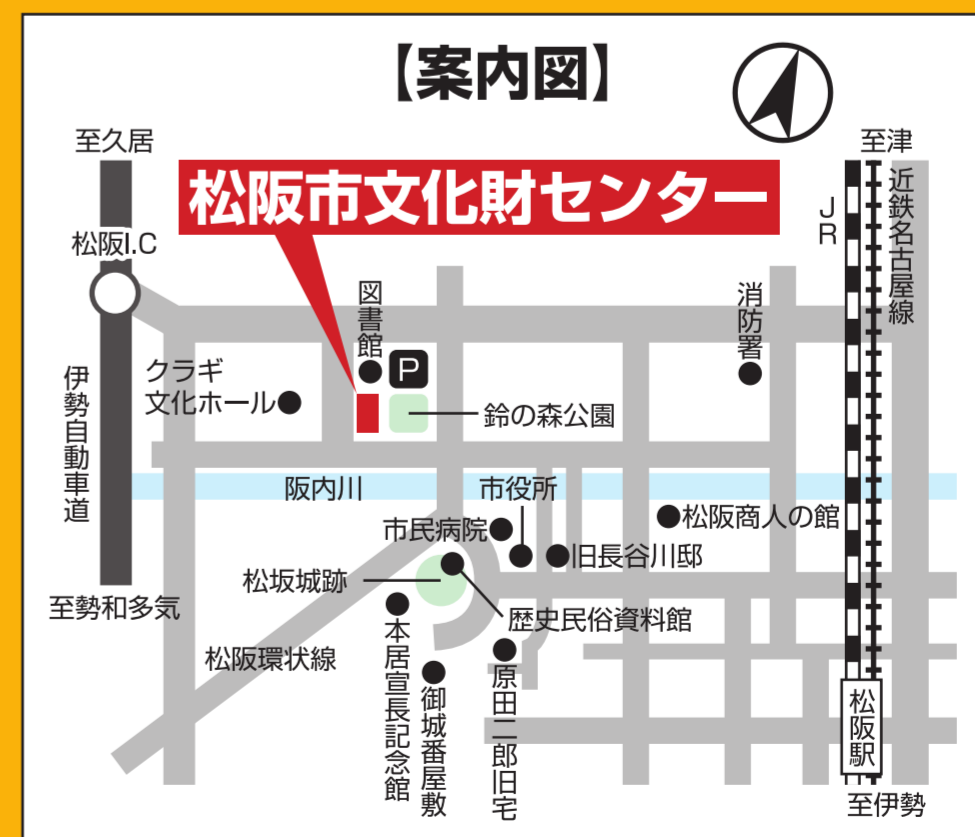 【案内図】
至久居
至津
松阪市文化財センター
JR
近鉄名古屋線
松阪I.C
図書館
消防署
P
クラギ
文化ホール
伊勢自動車道
鈴の森公園
阪内川
市役所
市民病院
松阪商人の館
旧長谷川邸
松坂城跡
至勢和多気
歴史民俗資料館
松阪環状線
本居宣長記念館
御城番屋敷
原田二郎旧宅
松阪駅
至伊勢